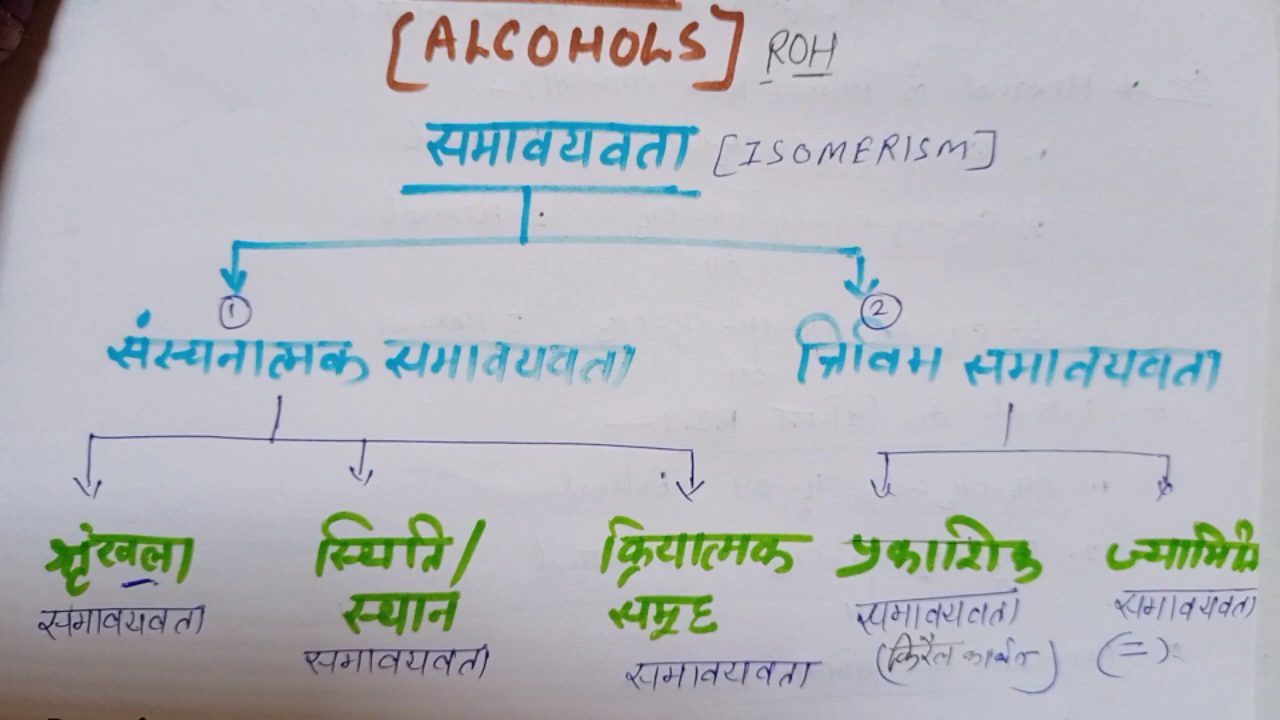 [ALCOHOLS] ROH
समावयवता [ISOMERISM]
① ②
संरचनात्मक समावयवता त्रिविम समावयवता
श्रृंखला स्थिति/ क्रियात्मक प्रकाशिक ज्यामिति
समावयवता स्थान समूह समावयवता समावयवता
समावयवता समावयवता (किरैल कार्बन) (=)